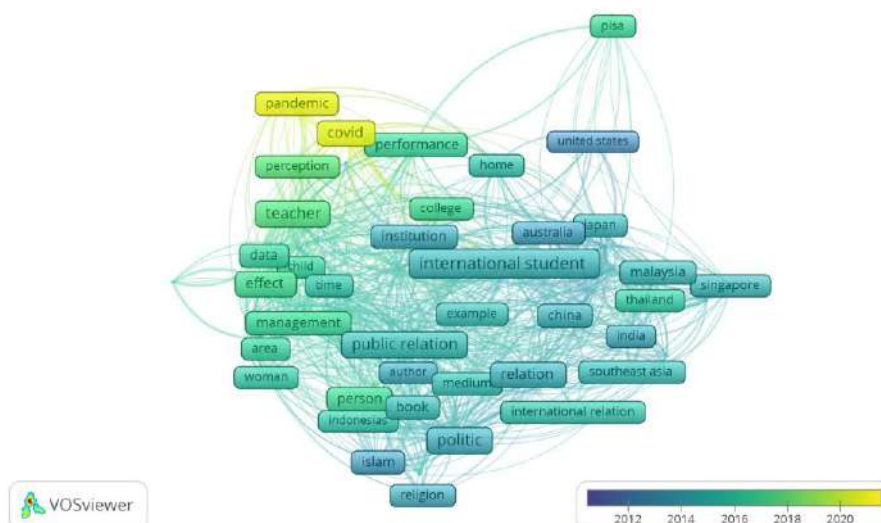 pisa
pandemic
covid
performance
united states
perception
home
teacher
college
institution
australia
japan
data
child
international student
malaysia
effect
time
singapore
thailand
example
china
management
public relation
india
area
author
relation
southeast asia
woman
medium
person
book
international relation
indonesias
politic
islam
religion
VOSviewer
2012 2014 2016 2018 2020